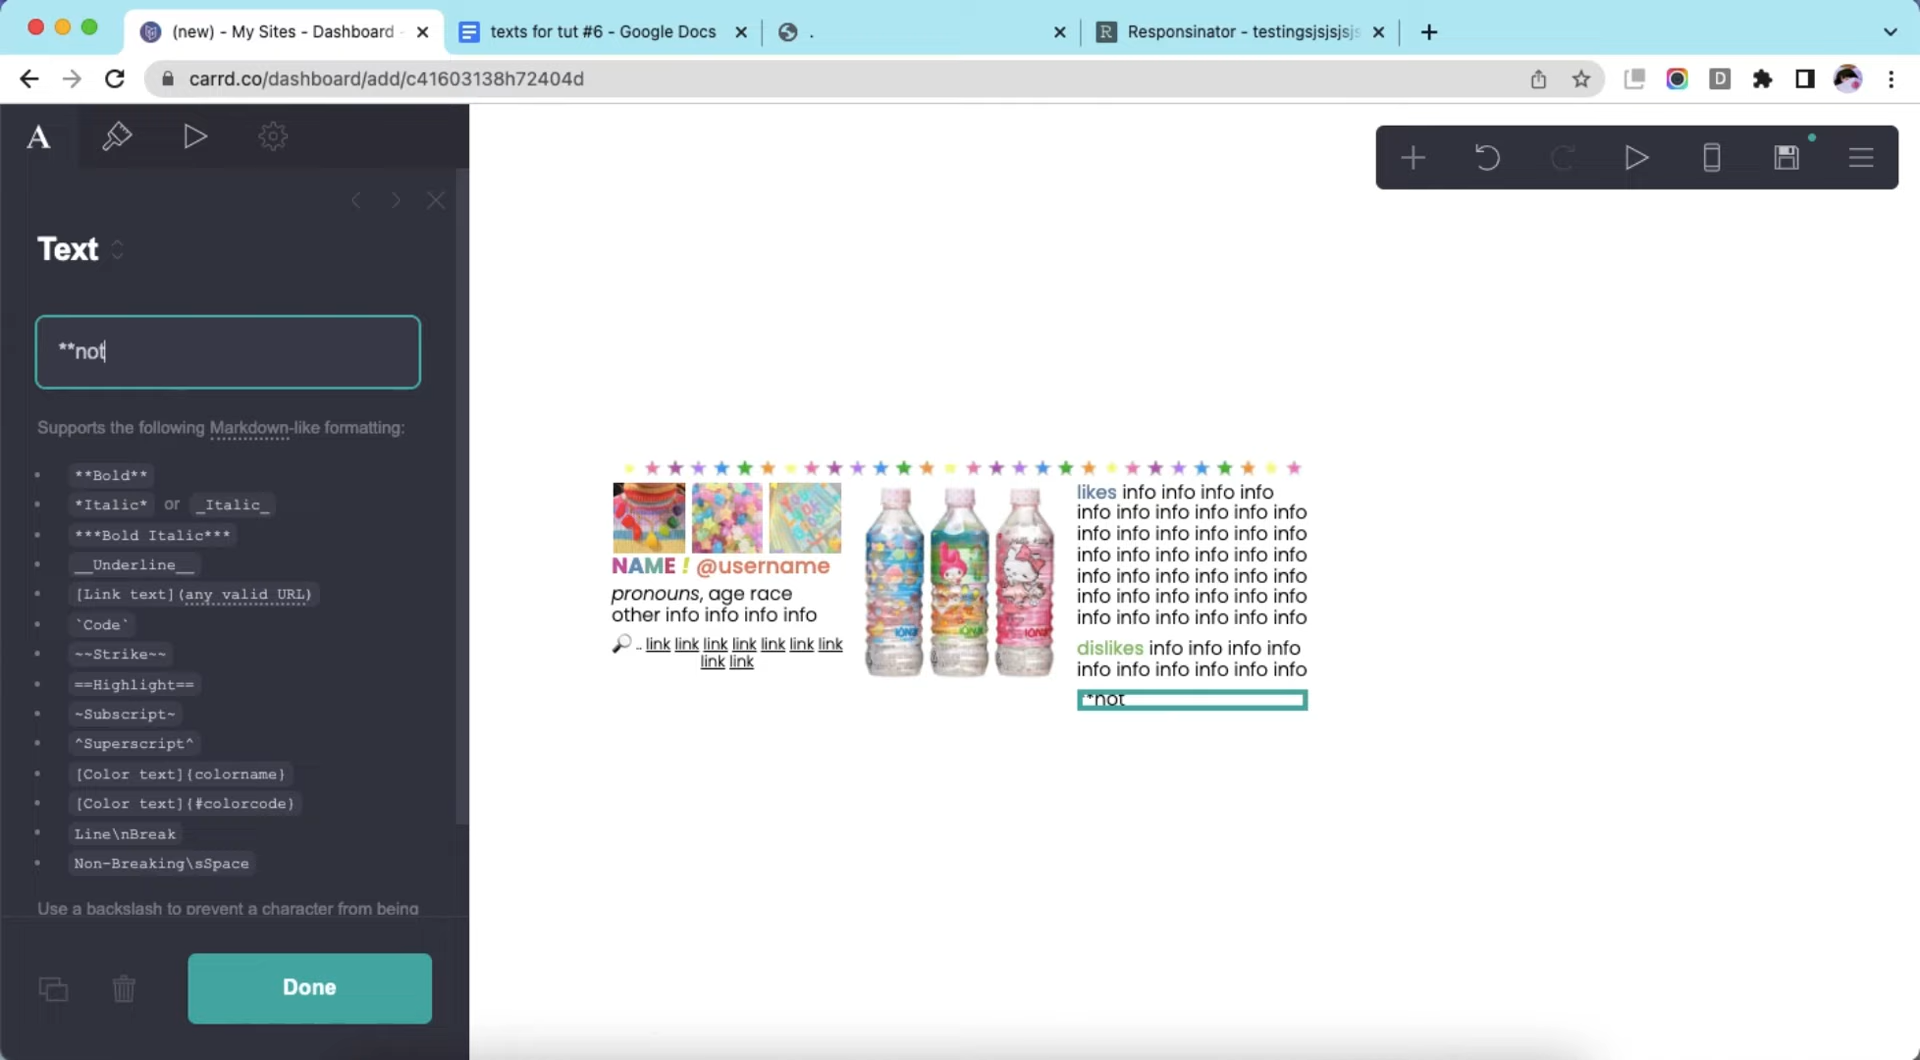 (new) - My Sites - Dashboard -
texts for tut #6 - Google Docs
.
Responsinator - testingsjsjsjsjs
carrd.co/dashboard/add/c41603138h72404d
D
A
Text
**not
Supports the following Markdown-like formatting:
**Bold**
*Italic* or _Italic_
***Bold Italic***
__Underline__
[Link text](any valid URL)
`Code`
~~Strike~~
==Highlight==
~Subscript~
^Superscript^
[Color text]{colorname}
[Color text]{#colorcode}
Line\nBreak
Non-Breaking\sSpace
Use a backslash to prevent a character from being
Done
NAME ! @username
pronouns, age race
other info info info info
🔎 .. link link link link link link link
link link
likes info info info info
info info info info info info
info info info info info info
info info info info info info
info info info info info info
info info info info info info
info info info info info info
dislikes info info info info
info info info info info info
**not